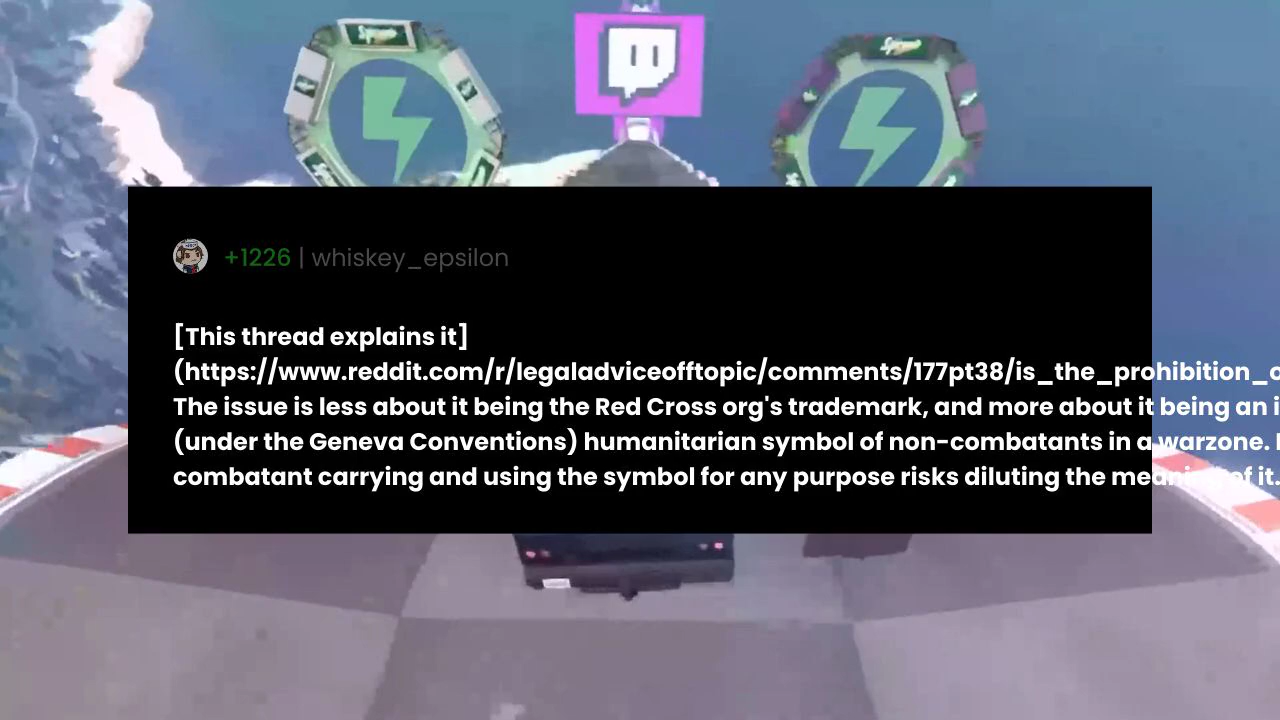 +1226 | whiskey_epsilon
[This thread explains it]
(https://www.reddit.com/r/legaladviceofftopic/comments/177pt38/is_the_prohibition_
The issue is less about it being the Red Cross org's trademark, and more about it being an
(under the Geneva Conventions) humanitarian symbol of non-combatants in a warzone.
combatant carrying and using the symbol for any purpose risks diluting the meaning of it.